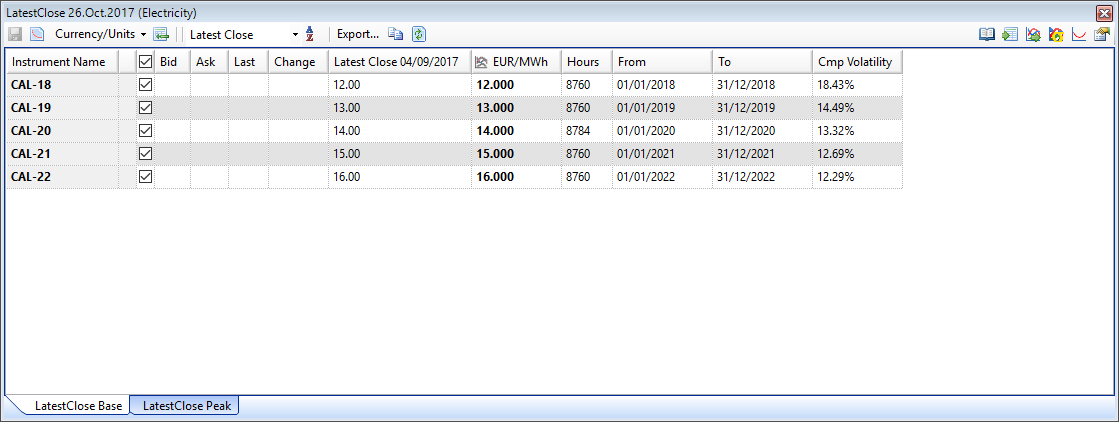 LatestClose 26.Oct.2017 (Electricity)
Currency/Units Latest Close A Z Export...
Instrument Name Bid Ask Last Change Latest Close 04/09/2017 EUR/MWh Hours From To Cmp Volatility
CAL-18 12.00 12.000 8760 01/01/2018 31/12/2018 18.43%
CAL-19 13.00 13.000 8760 01/01/2019 31/12/2019 14.49%
CAL-20 14.00 14.000 8784 01/01/2020 31/12/2020 13.32%
CAL-21 15.00 15.000 8760 01/01/2021 31/12/2021 12.69%
CAL-22 16.00 16.000 8760 01/01/2022 31/12/2022 12.29%
LatestClose Base LatestClose Peak